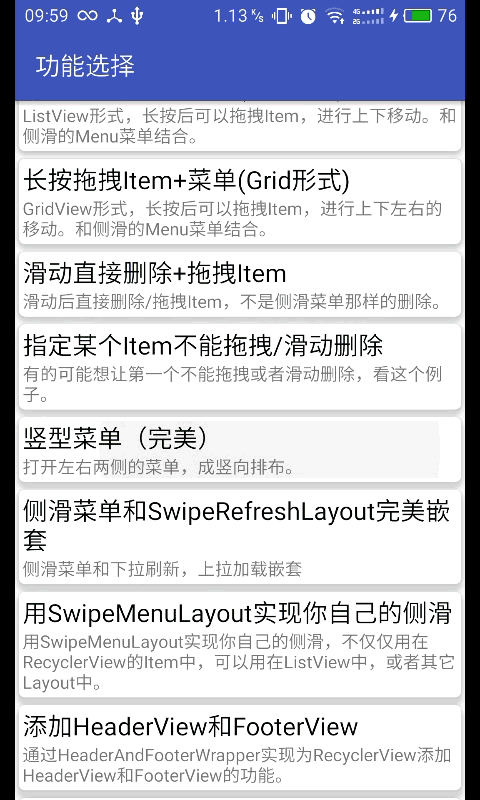 09:59
1.13 K/s
4G
2G
76
功能选择
ListView形式，长按后可以拖拽Item，进行上下移动。和
侧滑的Menu菜单结合。
长按拖拽Item+菜单(Grid形式)
GridView形式，长按后可以拖拽Item，进行上下左右的
移动。和侧滑的Menu菜单结合。
滑动直接删除+拖拽Item
滑动后直接删除/拖拽Item，不是侧滑菜单那样的删除。
指定某个Item不能拖拽/滑动删除
有的可能想让第一个不能拖拽或者滑动删除，看这个例
子。
竖型菜单（完美）
打开左右两侧的菜单，成竖向排布。
侧滑菜单和SwipeRefreshLayout完美嵌
套
侧滑菜单和下拉刷新，上拉加载嵌套
用SwipeMenuLayout实现你自己的侧滑
用SwipeMenuLayout实现你自己的侧滑，不仅仅用在
RecyclerView的Item中，可以用在ListView中，或者其它
Layout中。
添加HeaderView和FooterView
通过HeaderAndFooterWrapper实现为RecyclerView添加
HeaderView和FooterView的功能。